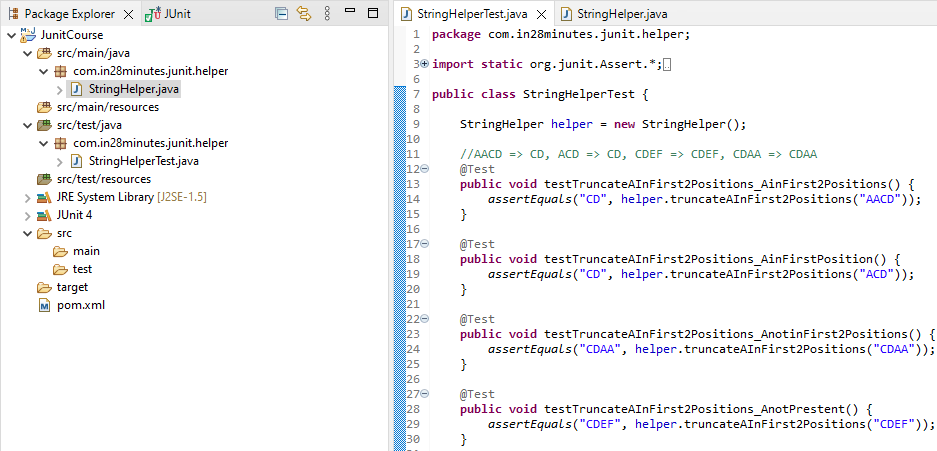 Package Explorer
JUnit
JunitCourse
src/main/java
com.in28minutes.junit.helper
StringHelper.java
src/main/resources
src/test/java
com.in28minutes.junit.helper
StringHelperTest.java
src/test/resources
JRE System Library [J2SE-1.5]
JUnit 4
src
main
test
target
pom.xml
StringHelperTest.java
StringHelper.java
1 package com.in28minutes.junit.helper;
2
3 import static org.junit.Assert.*;
6
7 public class StringHelperTest {
8
9 StringHelper helper = new StringHelper();
10
11 //AACD => CD, ACD => CD, CDEF => CDEF, CDAA => CDAA
12 @Test
13 public void testTruncateAInFirst2Positions_AinFirst2Positions() {
14 assertEquals("CD", helper.truncateAInFirst2Positions("AACD"));
15 }
16
17 @Test
18 public void testTruncateAInFirst2Positions_AinFirstPosition() {
19 assertEquals("CD", helper.truncateAInFirst2Positions("ACD"));
20 }
21
22 @Test
23 public void testTruncateAInFirst2Positions_AnotinFirst2Positions() {
24 assertEquals("CDAA", helper.truncateAInFirst2Positions("CDAA"));
25 }
26
27 @Test
28 public void testTruncateAInFirst2Positions_AnotPrestent() {
29 assertEquals("CDEF", helper.truncateAInFirst2Positions("CDEF"));
30 }